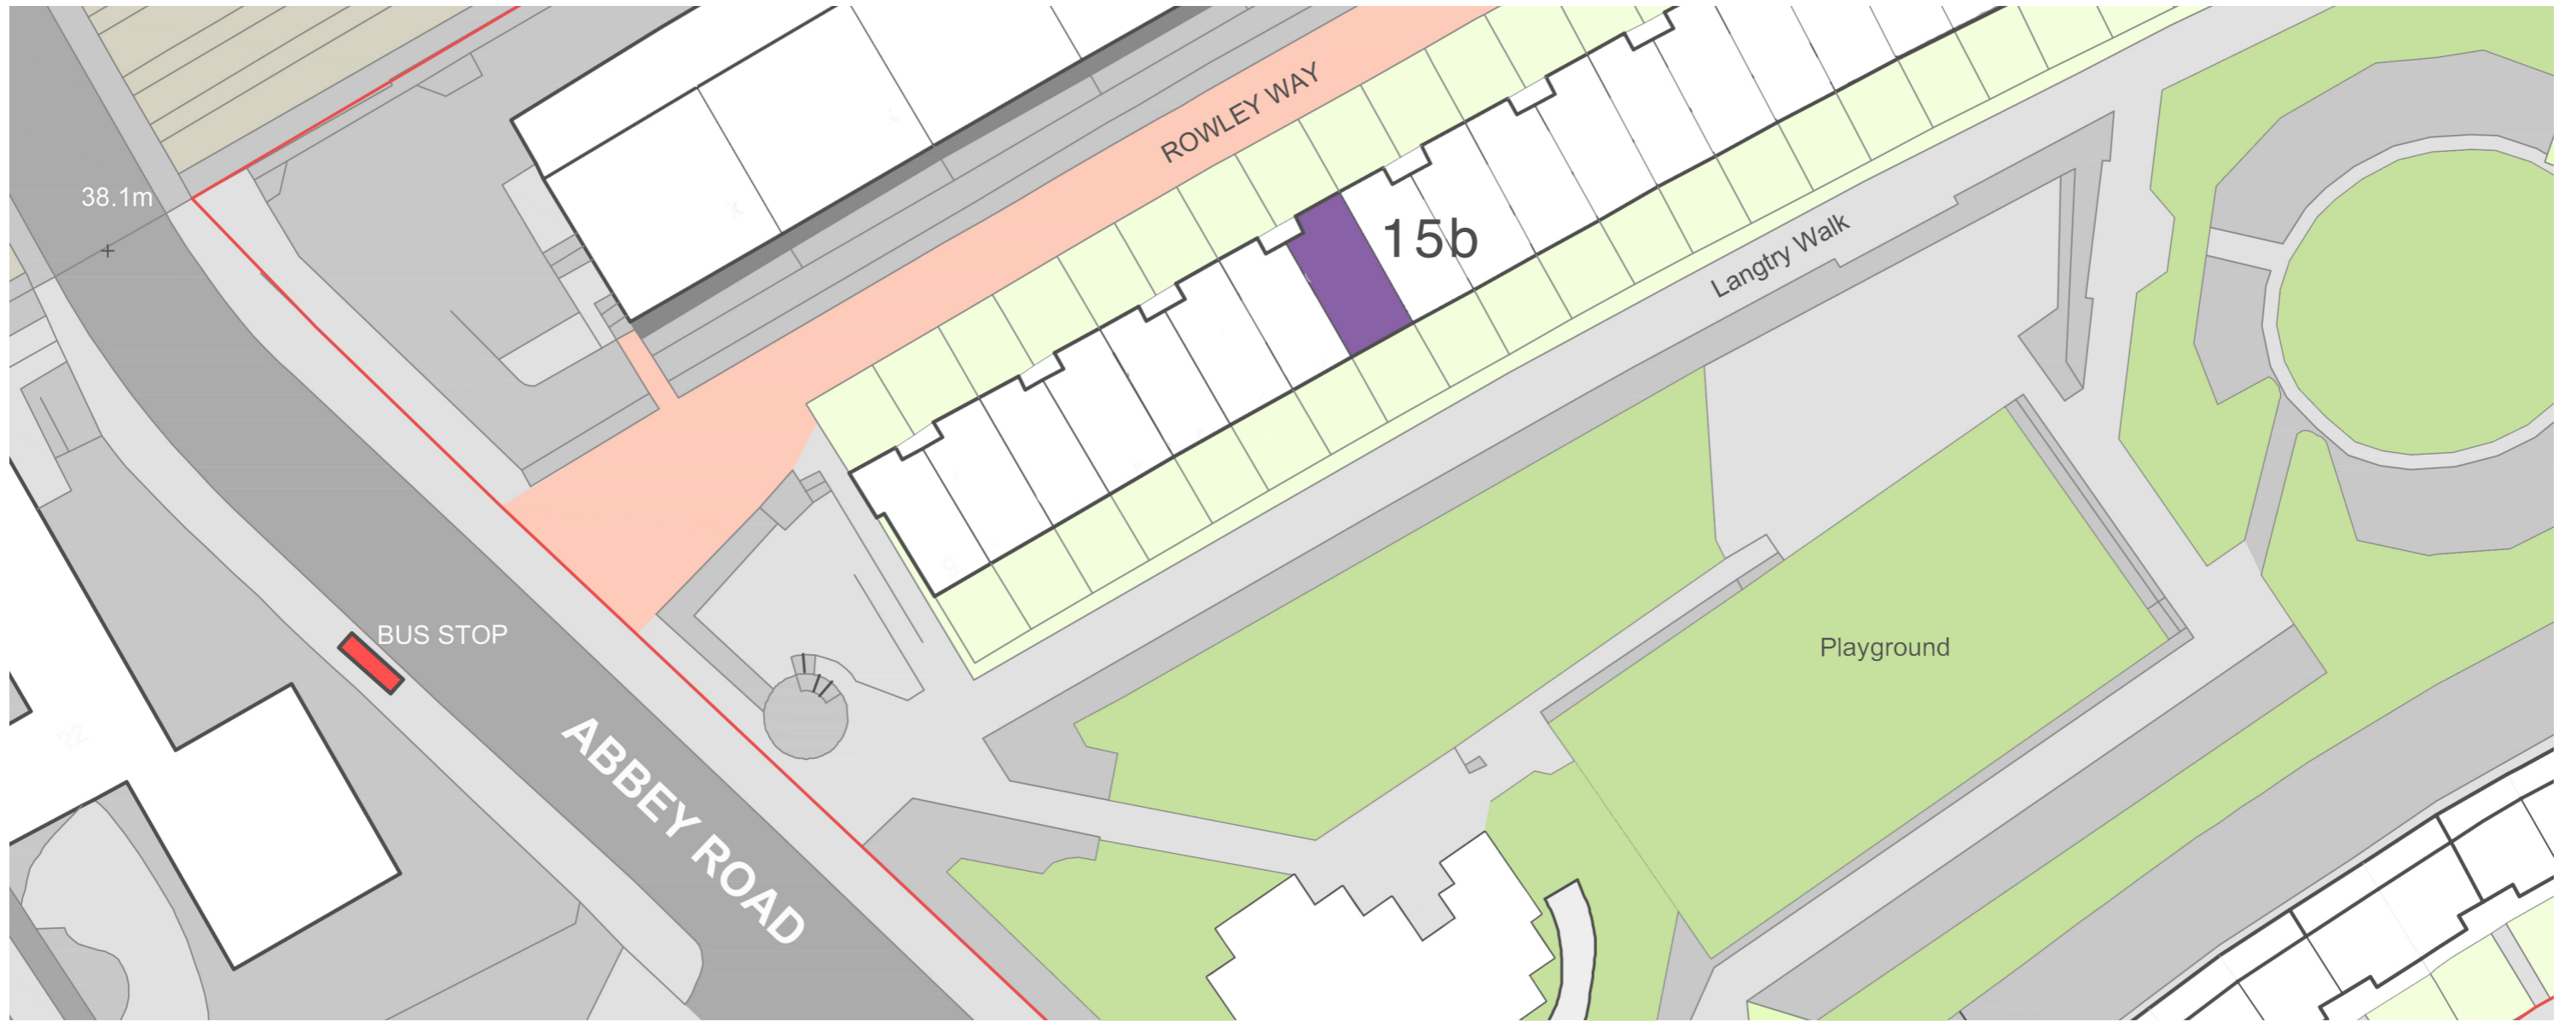 ROWLEY WAY
38.1m
15b
Langtry Walk
BUS STOP
Playground
ABBEY ROAD